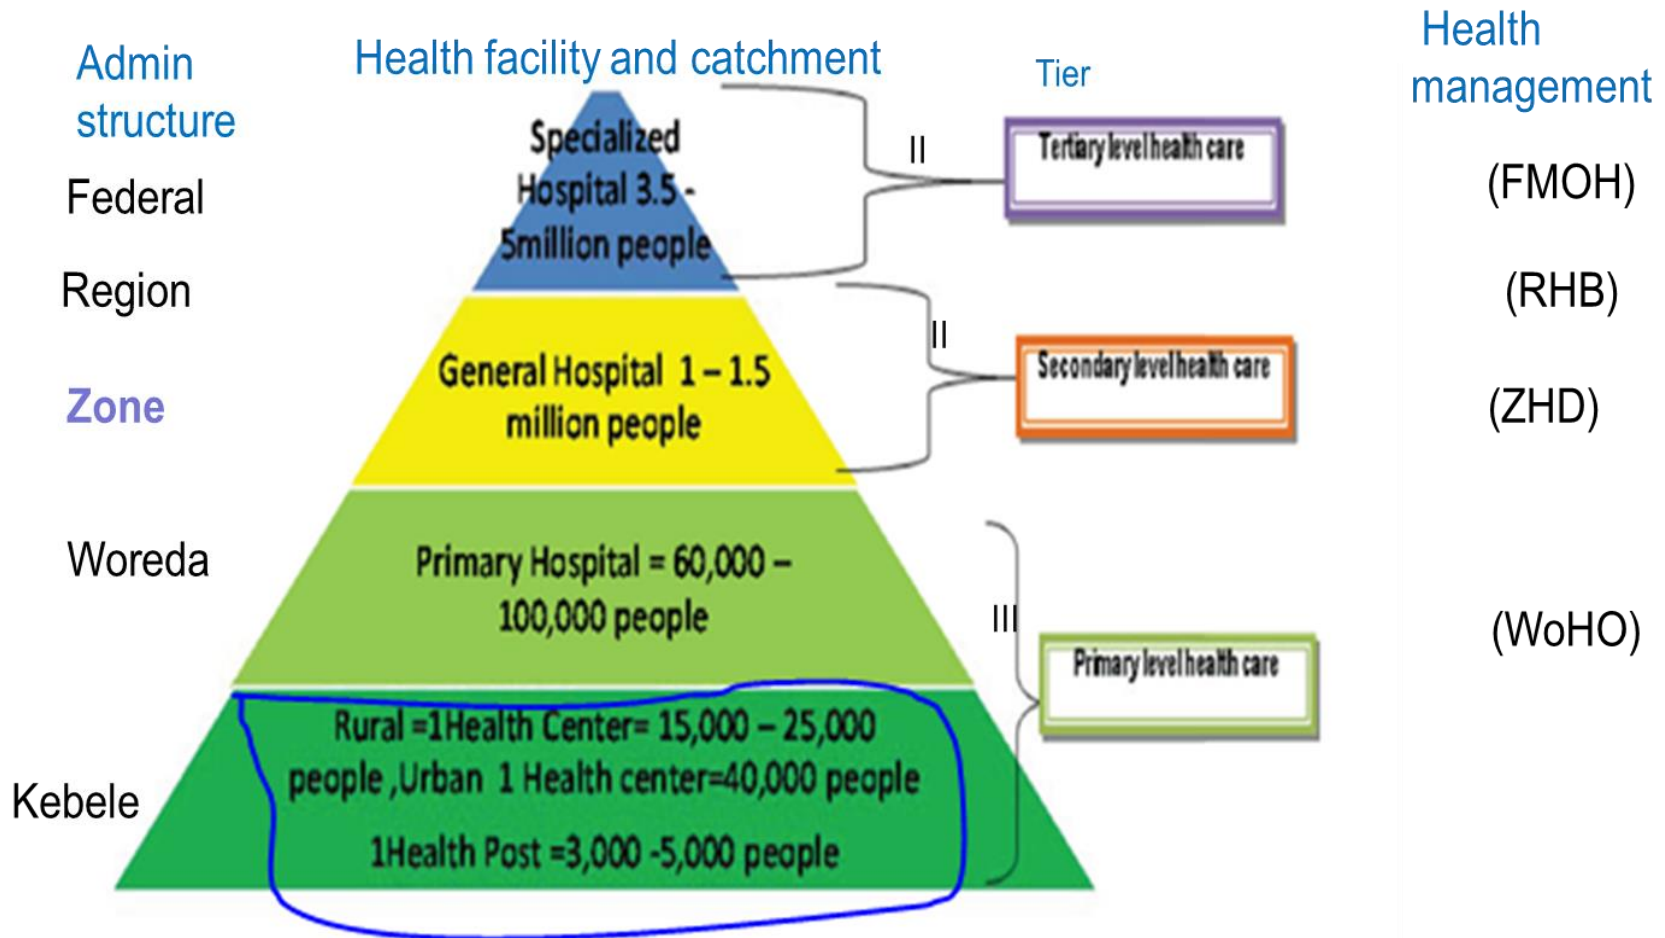 Admin
structure
Federal
Region
Zone
Woreda
Kebele
Health facility and catchment
Specialized
Hospital 3.5 -
5million people
General Hospital 1 – 1.5
million people
Primary Hospital = 60,000 –
100,000 people
Rural =1Health Center= 15,000 – 25,000
people ,Urban 1 Health center=40,000 people
1Health Post =3,000 -5,000 people
Tier
II
Tertiary level health care
II
Secondary level health care
III
Primary level health care
Health
management
(FMOH)
(RHB)
(ZHD)
(WoHO)